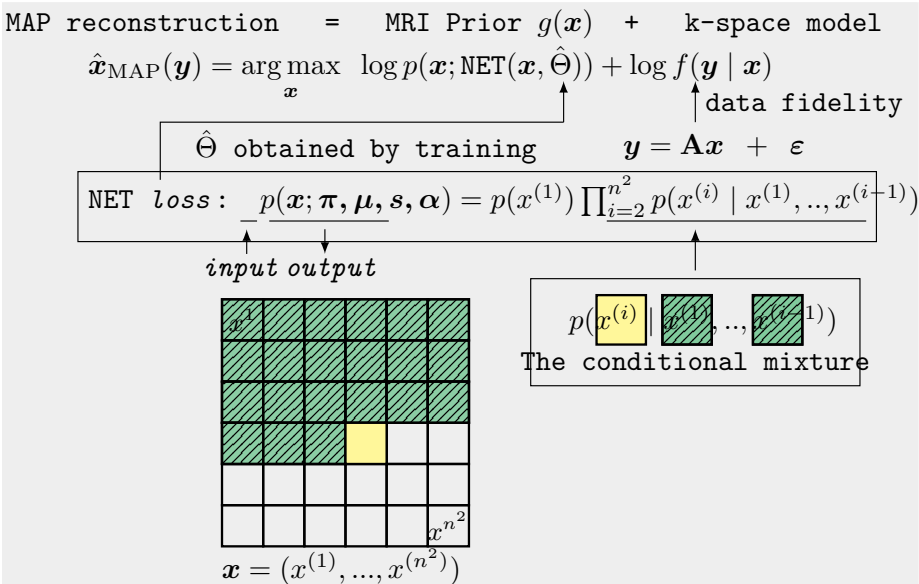 MAP reconstruction = MRI Prior g(𝒙) + k-space model
x̂_MAP(𝒚) = arg max_𝒙 log p(𝒙; NET(𝒙, Θ̂)) + log f(𝒚 | 𝒙)
data fidelity
Θ̂ obtained by training 𝒚 = 𝐀𝒙 + 𝜺
NET loss: p(𝒙; 𝝅, 𝝁, 𝒔, 𝜶) = p(x^(1)) ∏_{i=2}^{n^2} p(x^(i) | x^(1), .., x^(i−1))
input output
x^1
p(x^(i) | x^(1), .., x^(i−1))
The conditional mixture
x^{n^2}
𝒙 = (x^(1), ..., x^(n^2))